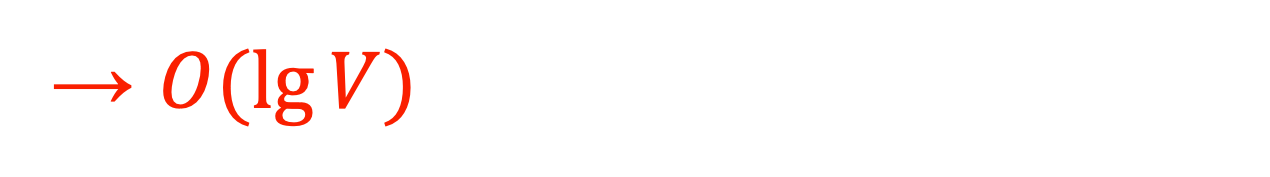 → 𝑂(lg 𝑉)